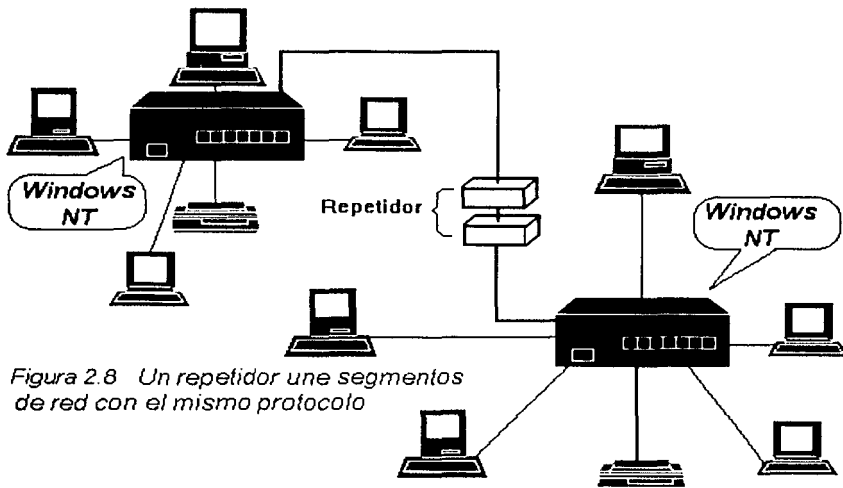 Windows
NT
Repetidor
Windows
NT
Figura 2.8 Un repetidor une segmentos
de red con el mismo protocolo